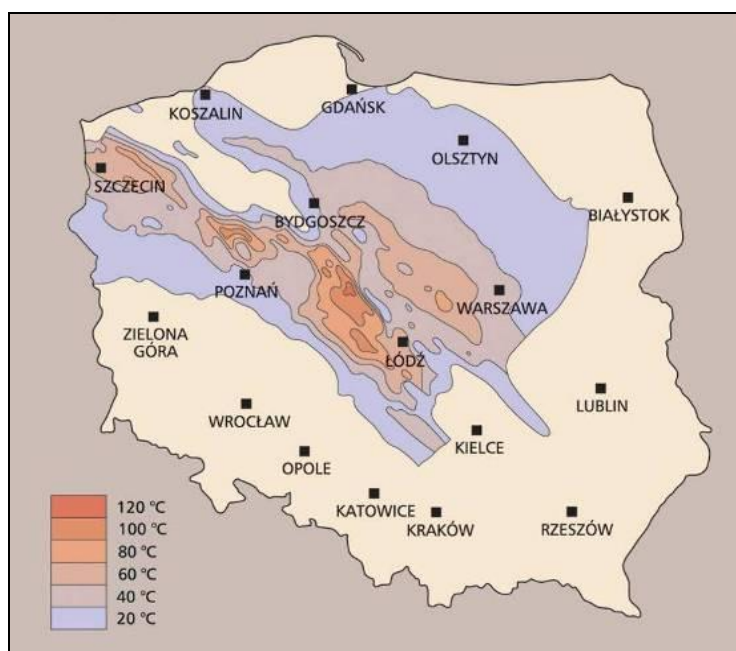 KOSZALIN
GDAŃSK
OLSZTYN
SZCZECIN
BIAŁYSTOK
BYDGOSZCZ
POZNAŃ
WARSZAWA
ZIELONA
GÓRA
ŁÓDŹ
LUBLIN
WROCŁAW
KIELCE
OPOLE
KATOWICE
KRAKÓW
RZESZÓW
120 °C
100 °C
80 °C
60 °C
40 °C
20 °C